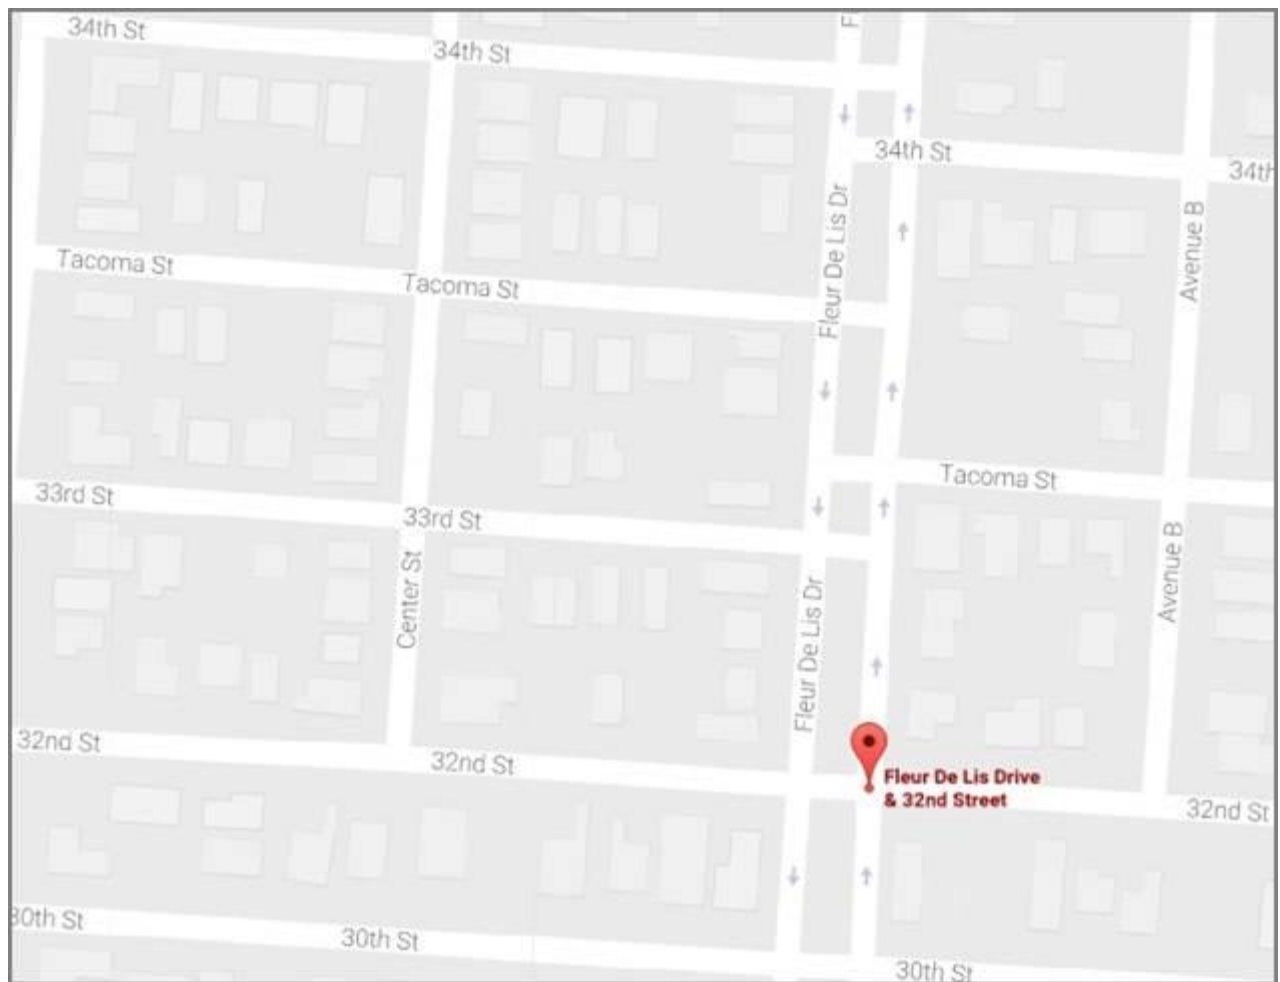 34th St
34th St
F
34th St
34th
Fleur De Lis Dr
Avenue B
Tacoma St
Tacoma St
Tacoma St
33rd St
33rd St
Center St
Fleur De Lis Dr
Avenue B
32nd St
32nd St
Fleur De Lis Drive
& 32nd Street
32nd St
30th St
30th St
30th St